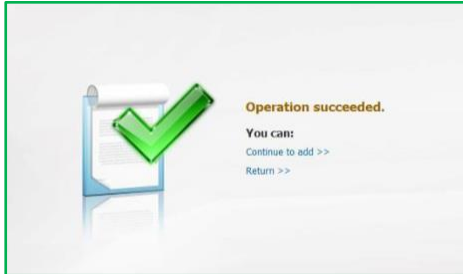 Operation succeeded.
You can:
Continue to add >>
Return >>